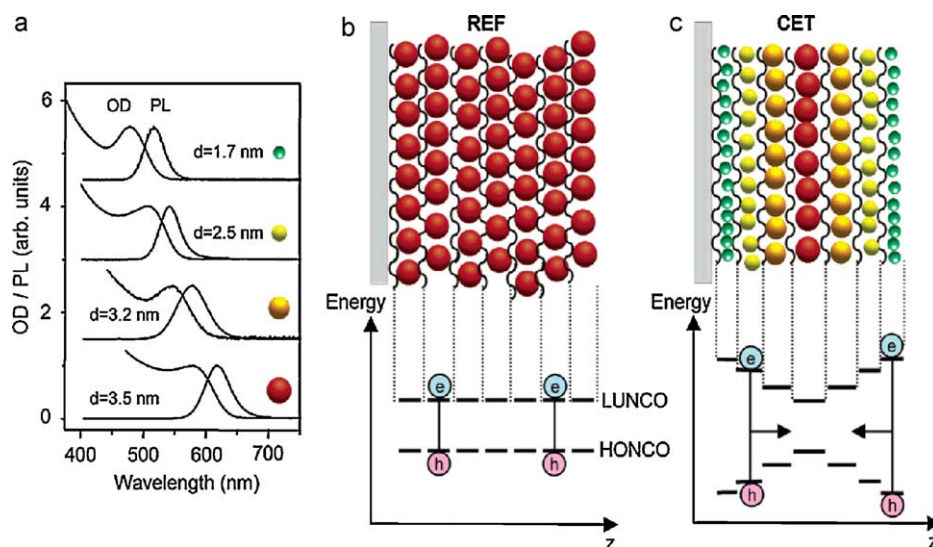 a
OD / PL (arb. units)
6
4
2
0
OD PL
d=1.7 nm
d=2.5 nm
d=3.2 nm
d=3.5 nm
400 500 600 700
Wavelength (nm)
b REF
Energy
e e
LUNCO
HONCO
h h
z
c CET
Energy
e e
h h
z